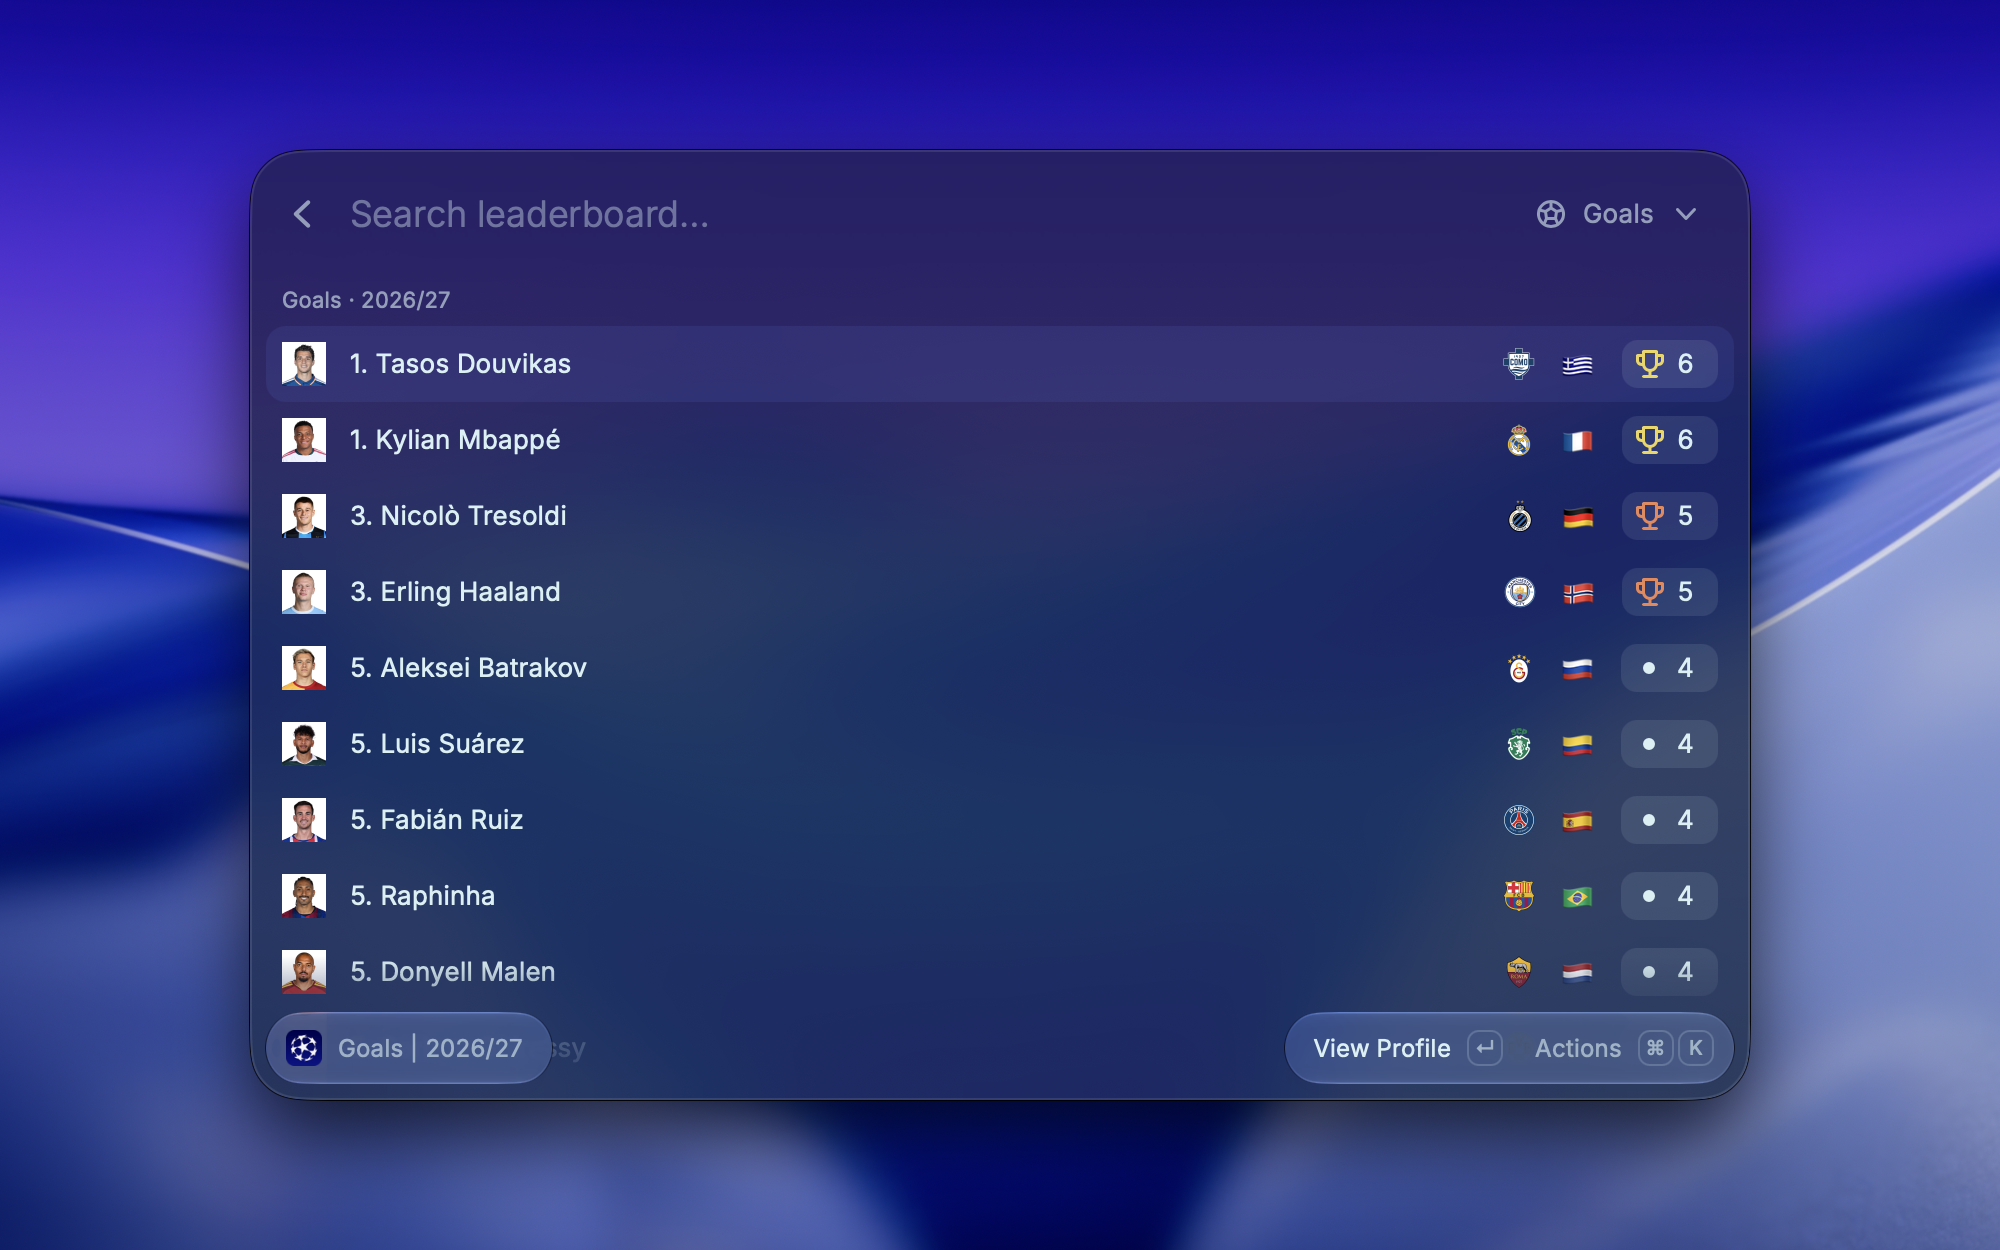 Search leaderboard...
Goals
Goals · 2026/27
1. Tasos Douvikas 6
1. Kylian Mbappé 6
3. Nicolò Tresoldi 5
3. Erling Haaland 5
5. Aleksei Batrakov 4
5. Luis Suárez 4
5. Fabián Ruiz 4
5. Raphinha 4
5. Donyell Malen 4
Goals | 2026/27
View Profile ↵ Actions ⌘ K